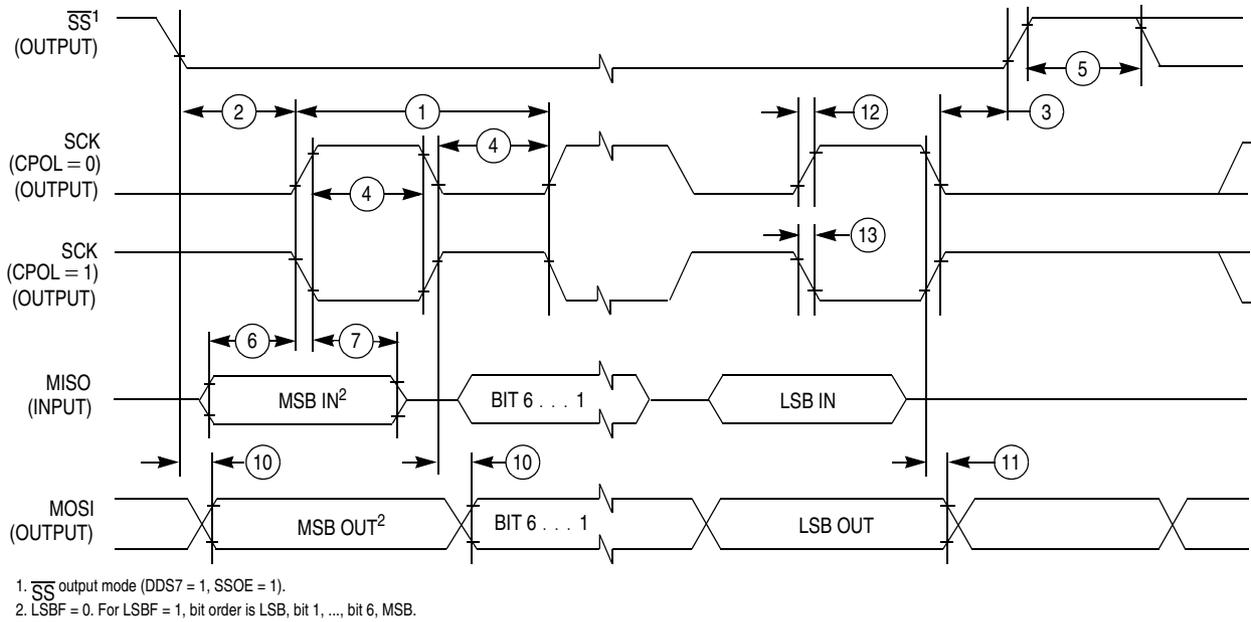 SS1
(OUTPUT)
5
2
1
12
3
SCK
(CPOL = 0)
(OUTPUT)
4
4
SCK
(CPOL = 1)
(OUTPUT)
13
6
7
MISO
(INPUT)
MSB IN2
BIT 6 . . . 1
LSB IN
10
10
11
MOSI
(OUTPUT)
MSB OUT2
BIT 6 . . . 1
LSB OUT
1. SS output mode (DDS7 = 1, SSOE = 1).
2. LSBF = 0. For LSBF = 1, bit order is LSB, bit 1, ..., bit 6, MSB.